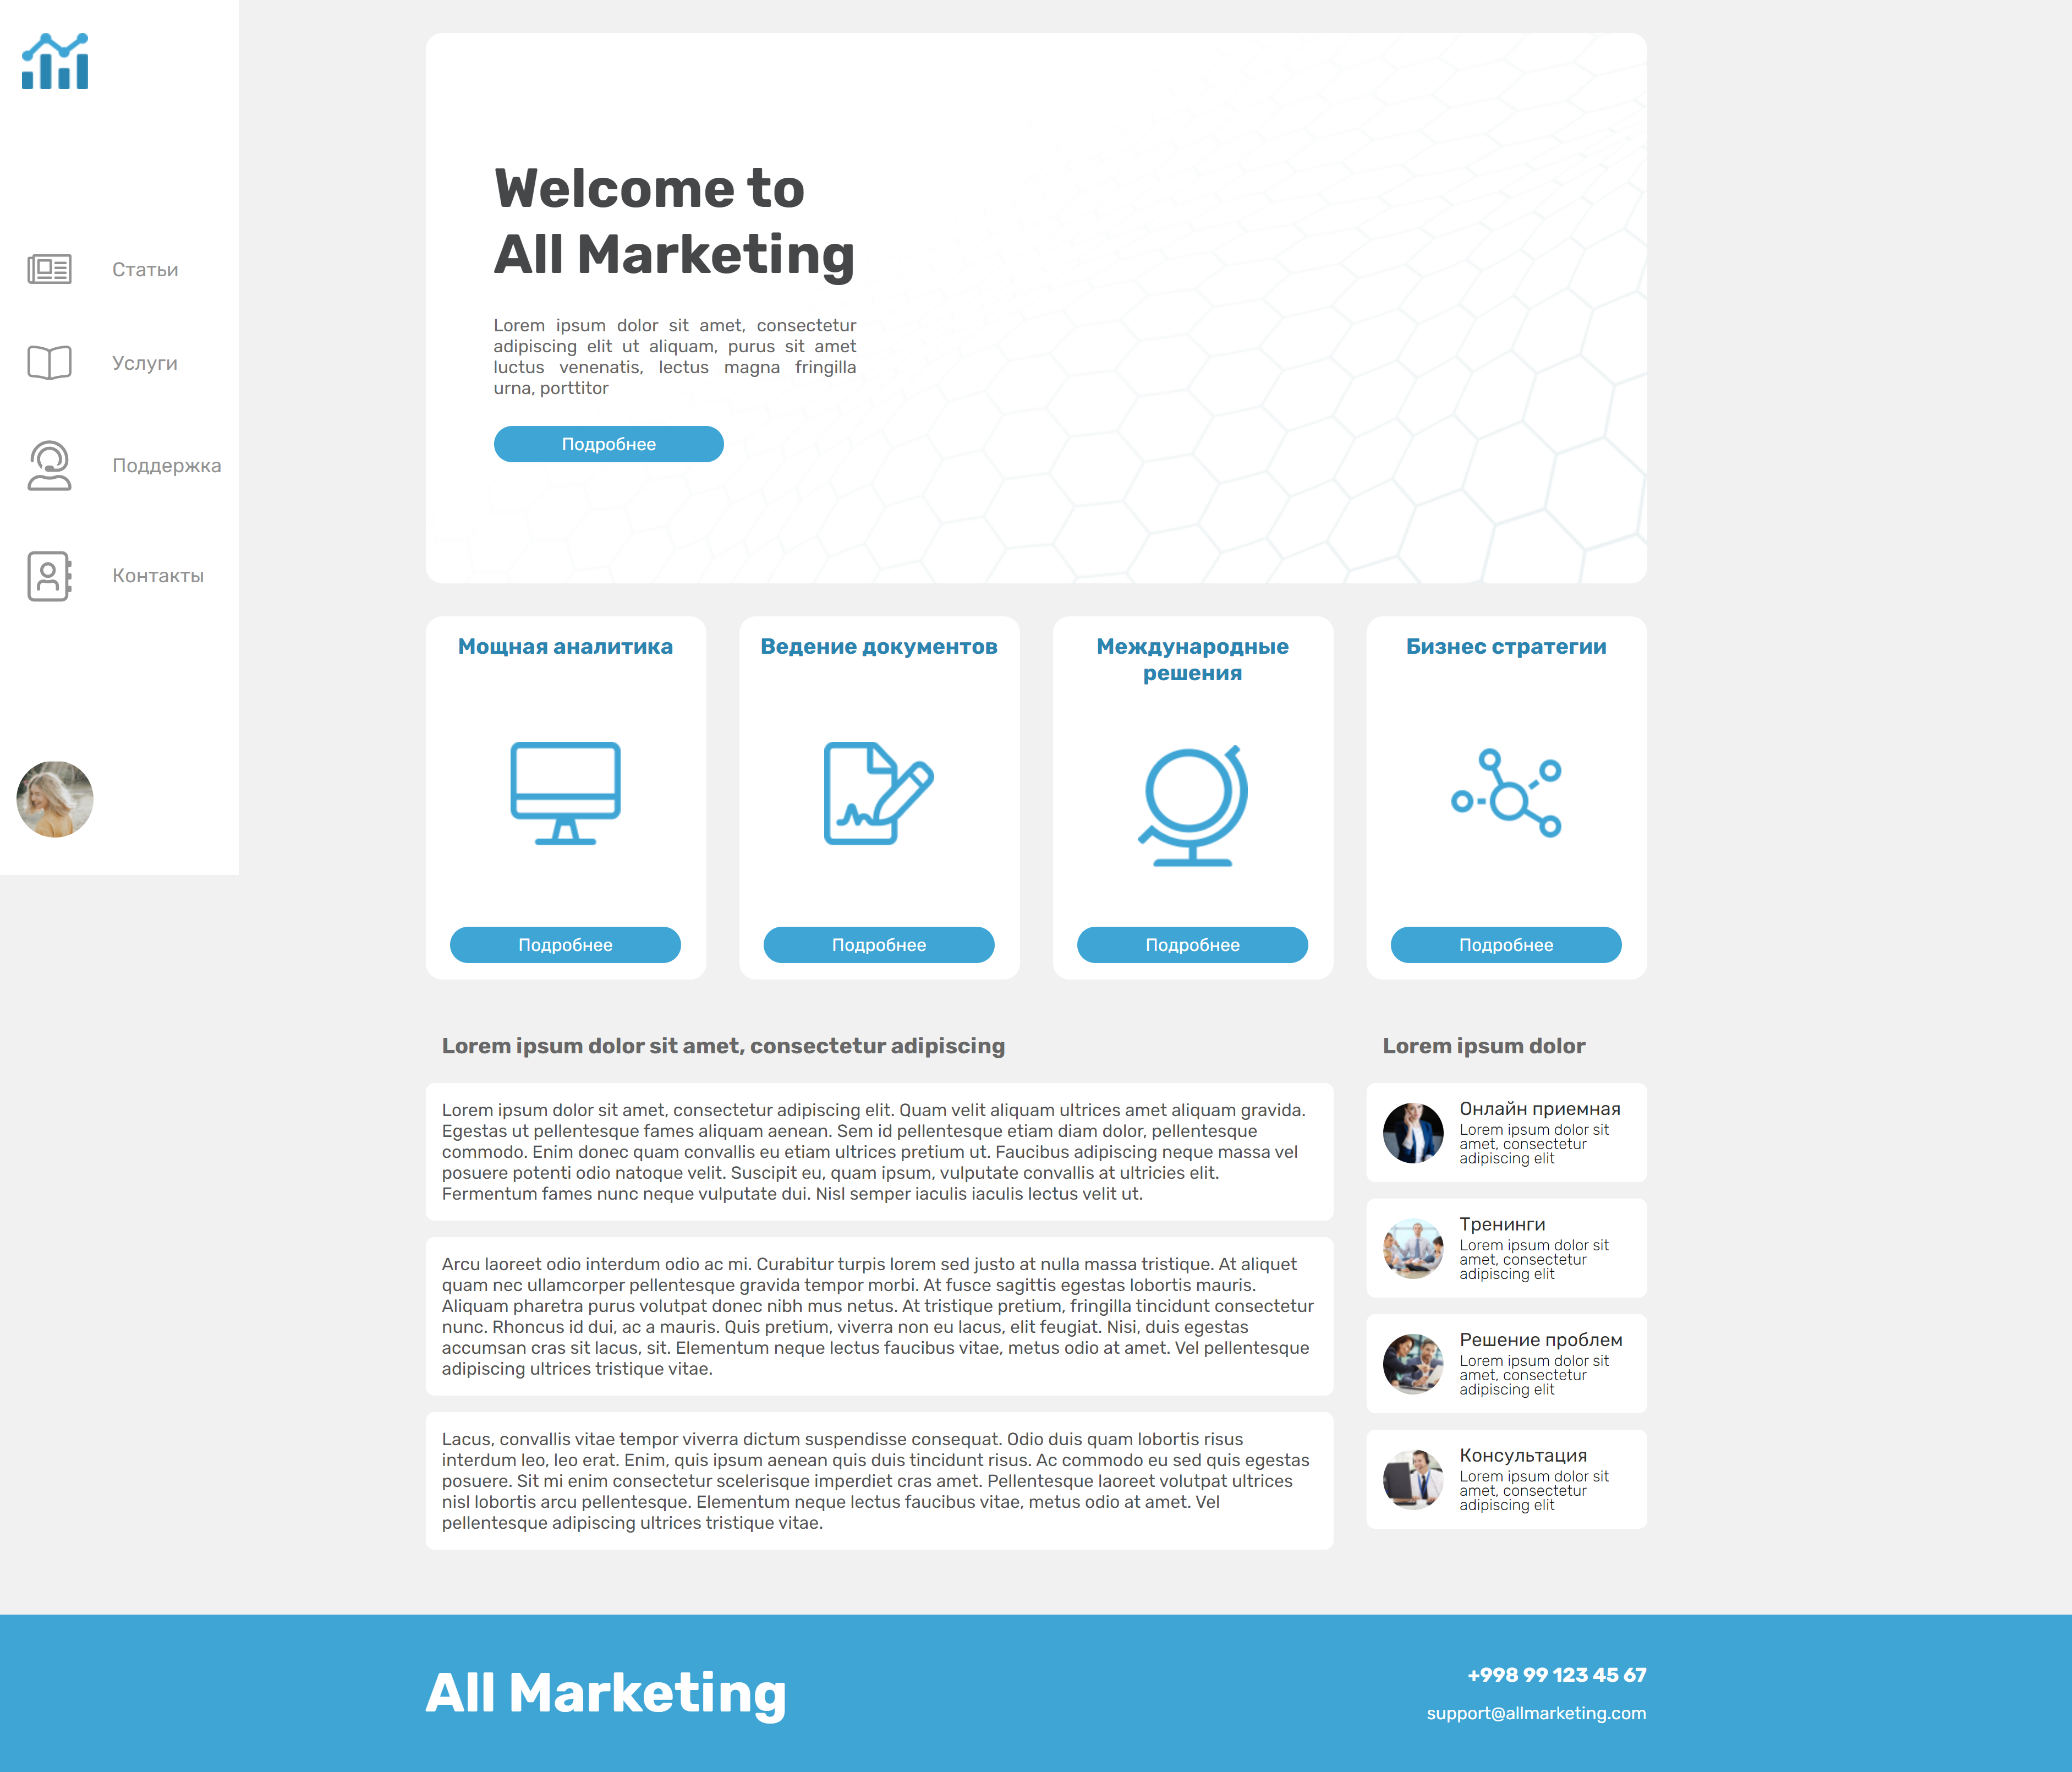 Статьи
Услуги
Поддержка
Контакты
Welcome to
All Marketing
Lorem ipsum dolor sit amet, consectetur
adipiscing elit ut aliquam, purus sit amet
luctus venenatis, lectus magna fringilla
urna, porttitor
Подробнее
Мощная аналитика
Подробнее
Ведение документов
Подробнее
Международные
решения
Подробнее
Бизнес стратегии
Подробнее
Lorem ipsum dolor sit amet, consectetur adipiscing
Lorem ipsum dolor sit amet, consectetur adipiscing elit. Quam velit aliquam ultrices amet aliquam gravida.
Egestas ut pellentesque fames aliquam aenean. Sem id pellentesque etiam diam dolor, pellentesque
commodo. Enim donec quam convallis eu etiam ultrices pretium ut. Faucibus adipiscing neque massa vel
posuere potenti odio natoque velit. Suscipit eu, quam ipsum, vulputate convallis at ultricies elit.
Fermentum fames nunc neque vulputate dui. Nisl semper iaculis iaculis lectus velit ut.
Arcu laoreet odio interdum odio ac mi. Curabitur turpis lorem sed justo at nulla massa tristique. At aliquet
quam nec ullamcorper pellentesque gravida tempor morbi. At fusce sagittis egestas lobortis mauris.
Aliquam pharetra purus volutpat donec nibh mus netus. At tristique pretium, fringilla tincidunt consectetur
nunc. Rhoncus id dui, ac a mauris. Quis pretium, viverra non eu lacus, elit feugiat. Nisi, duis egestas
accumsan cras sit lacus, sit. Elementum neque lectus faucibus vitae, metus odio at amet. Vel pellentesque
adipiscing ultrices tristique vitae.
Lacus, convallis vitae tempor viverra dictum suspendisse consequat. Odio duis quam lobortis risus
interdum leo, leo erat. Enim, quis ipsum aenean quis duis tincidunt risus. Ac commodo eu sed quis egestas
posuere. Sit mi enim consectetur scelerisque imperdiet cras amet. Pellentesque laoreet volutpat ultrices
nisl lobortis arcu pellentesque. Elementum neque lectus faucibus vitae, metus odio at amet. Vel
pellentesque adipiscing ultrices tristique vitae.
Lorem ipsum dolor
Онлайн приемная
Lorem ipsum dolor sit
amet, consectetur
adipiscing elit
Тренинги
Lorem ipsum dolor sit
amet, consectetur
adipiscing elit
Решение проблем
Lorem ipsum dolor sit
amet, consectetur
adipiscing elit
Консультация
Lorem ipsum dolor sit
amet, consectetur
adipiscing elit
All Marketing
+998 99 123 45 67
support@allmarketing.com